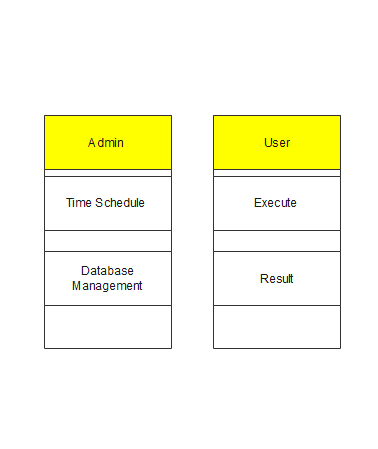 Admin
User
Time Schedule
Execute
Database
Management
Result